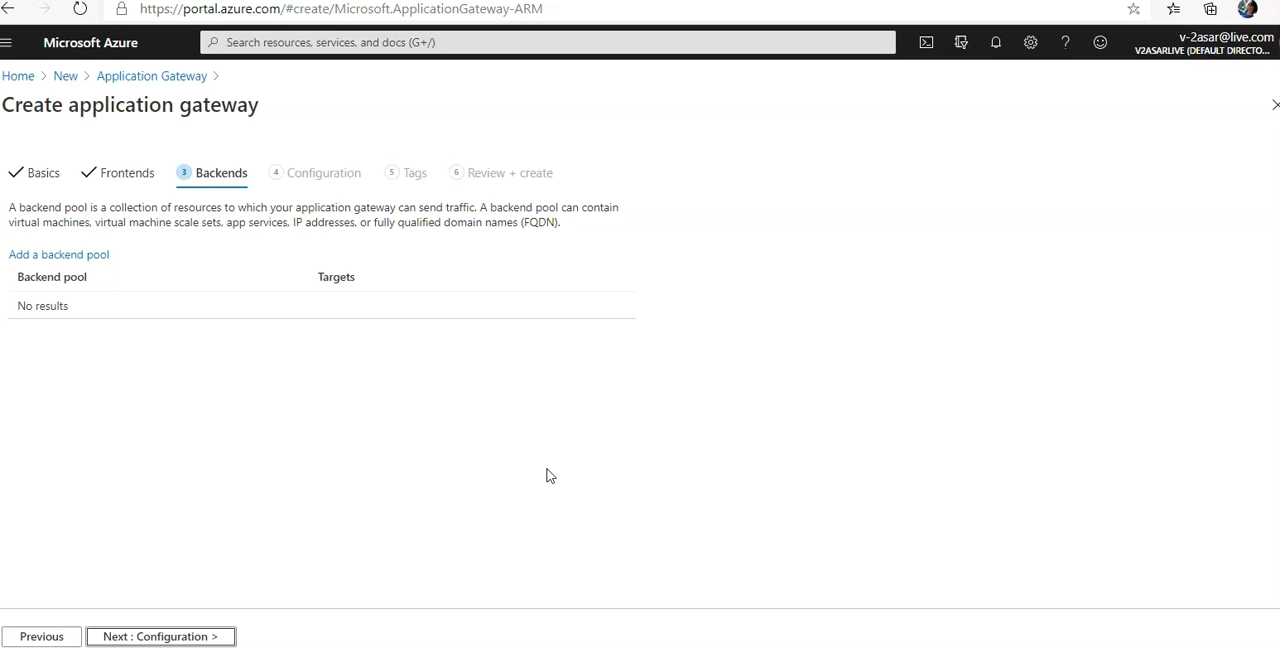 https://portal.azure.com/#create/Microsoft.ApplicationGateway-ARM
Microsoft Azure
Search resources, services, and docs (G+/)
v-2asar@live.com
V2ASARLIVE (DEFAULT DIRECTO...
Home > New > Application Gateway >
Create application gateway
Basics Frontends 3 Backends 4 Configuration 5 Tags 6 Review + create
A backend pool is a collection of resources to which your application gateway can send traffic. A backend pool can contain
virtual machines, virtual machine scale sets, app services, IP addresses, or fully qualified domain names (FQDN).
Add a backend pool
Backend pool Targets
No results
Previous Next : Configuration >